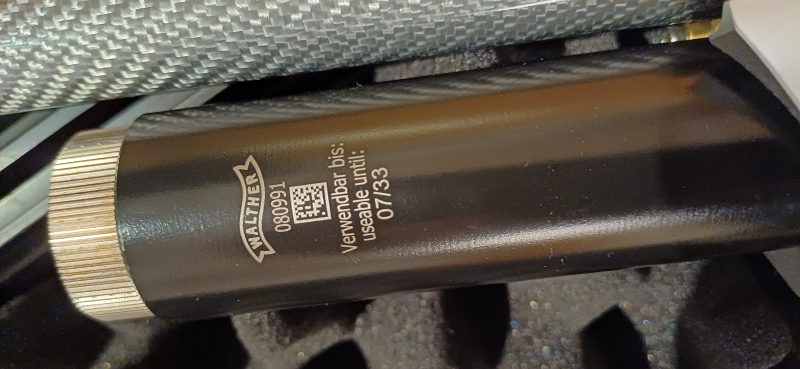 WALTHER
080991
Verwendbar bis:
useable until:
07/33